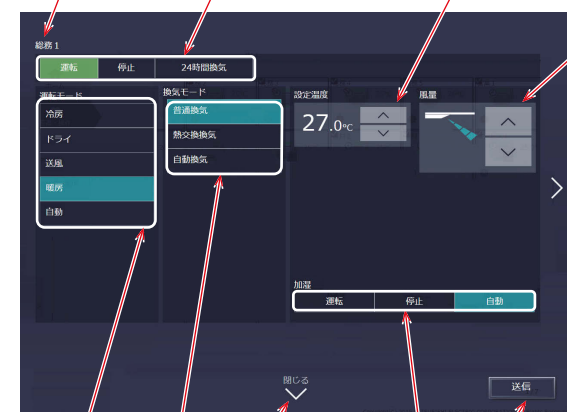 総務1
運転 停止 24時間換気
運転モード 換気モード 設定温度 風量
冷房 普通換気
27.0℃
ドライ 熱交換換気
送風 自動換気
暖房
自動
加湿
運転 停止 自動
閉じる
送信